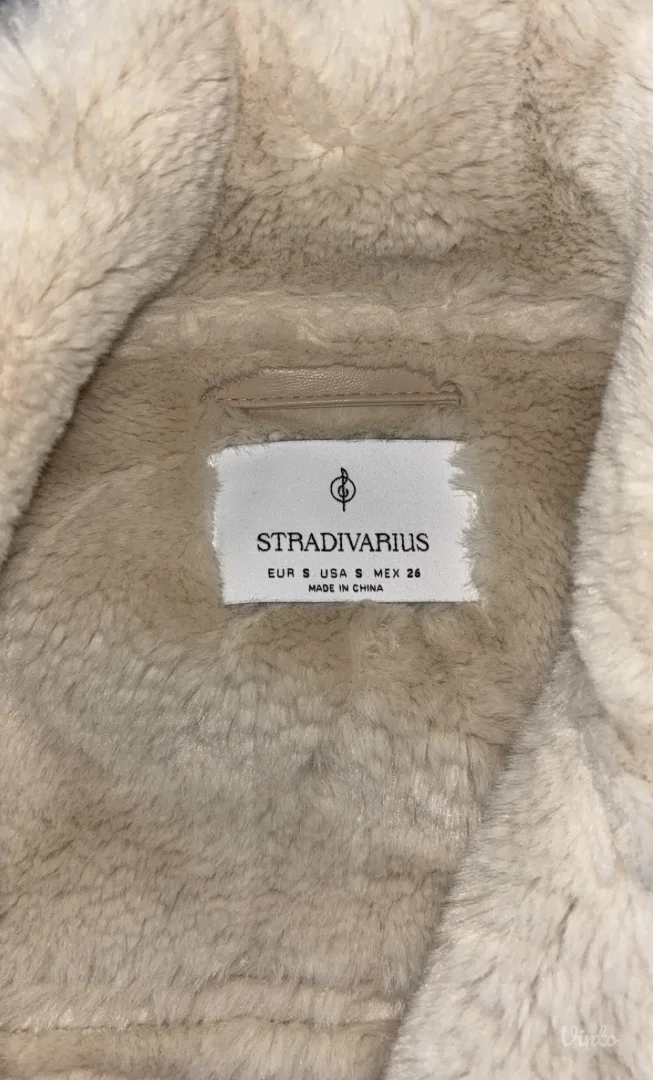 STRADIVARIUS
EUR S USA S MEX 26
MADE IN CHINA